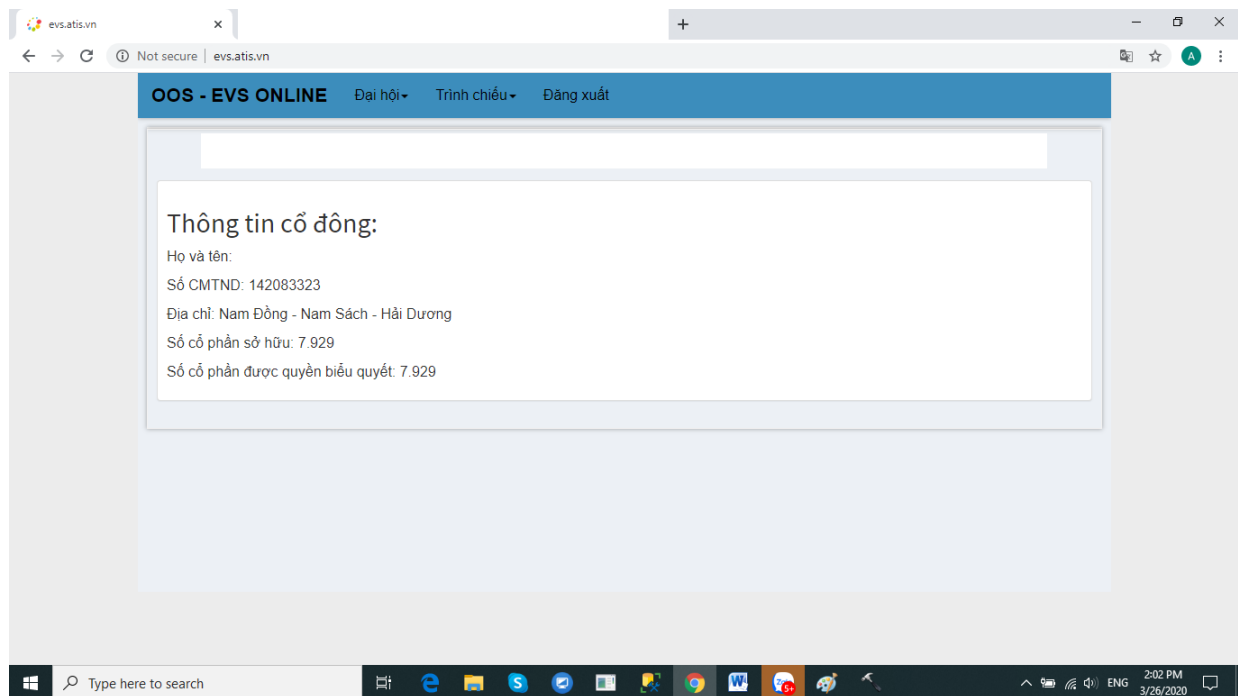 evs.atis.vn
Not secure | evs.atis.vn
A
OOS - EVS ONLINE Đại hội Trình chiếu Đăng xuất
Thông tin cổ đông:
Họ và tên:
Số CMTND: 142083323
Địa chỉ: Nam Đồng - Nam Sách - Hải Dương
Số cổ phần sở hữu: 7.929
Số cổ phần được quyền biểu quyết: 7.929
Type here to search
5+
ENG
2:02 PM
3/26/2020